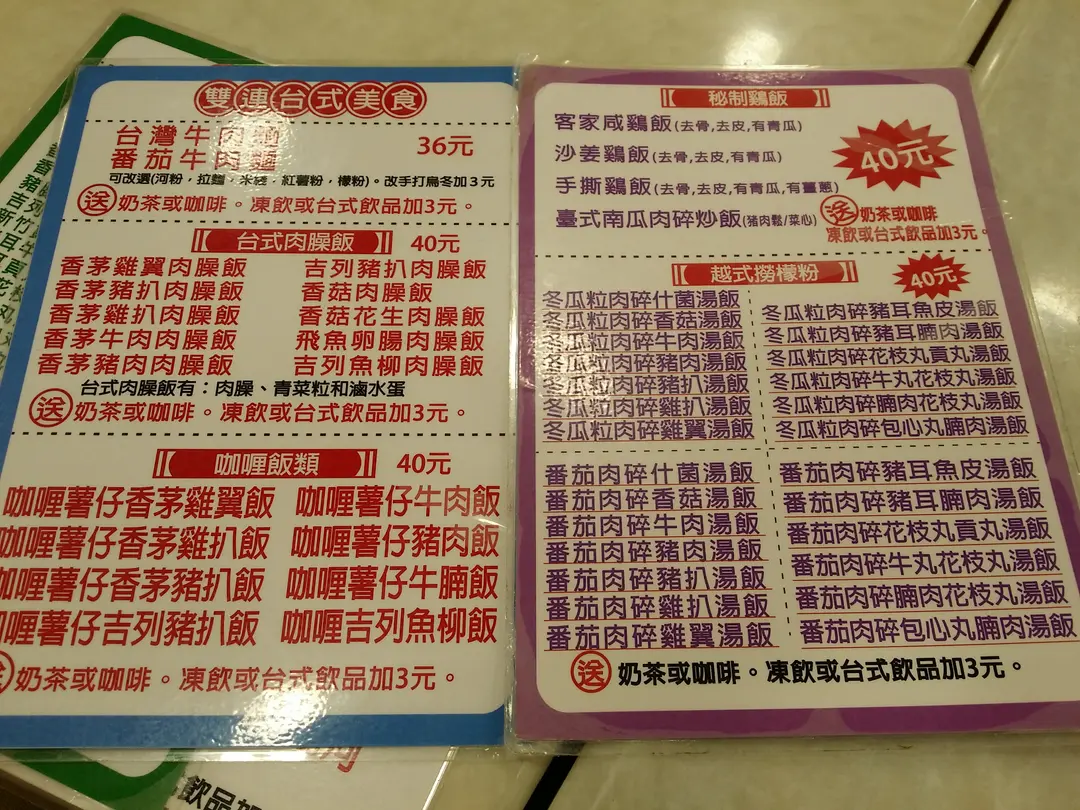 雙連台式美食
台灣牛肉麵
番茄牛肉麵
36元
可改選(河粉，拉麵，米綫，紅薯粉，檬粉)。改手打烏冬加3元
送奶茶或咖啡。凍飲或台式飲品加3元。
台式肉臊飯 40元
香茅雞翼肉臊飯 吉列豬扒肉臊飯
香茅豬扒肉臊飯 香菇肉臊飯
香茅雞扒肉臊飯 香菇花生肉臊飯
香茅牛肉肉臊飯 飛魚卵腸肉臊飯
香茅豬肉肉臊飯 吉列魚柳肉臊飯
台式肉臊飯有：肉臊、青菜粒和滷水蛋
送奶茶或咖啡。凍飲或台式飲品加3元。
咖喱飯類 40元
咖喱薯仔香茅雞翼飯 咖喱薯仔牛肉飯
咖喱薯仔香茅雞扒飯 咖喱薯仔豬肉飯
咖喱薯仔香茅豬扒飯 咖喱薯仔牛腩飯
咖喱薯仔吉列豬扒飯 咖喱吉列魚柳飯
送奶茶或咖啡。凍飲或台式飲品加3元。
飲品加
秘制鷄飯
客家咸鷄飯(去骨,去皮,有青瓜)
沙姜鷄飯(去骨,去皮,有青瓜)
手撕鷄飯(去骨,去皮,有青瓜,有薑蔥)
40元
臺式南瓜肉碎炒飯(豬肉鬆/菜心)
送奶茶或咖啡
凍飲或台式飲品加3元。
越式撈檬粉 40元
冬瓜粒肉碎什菌湯飯
冬瓜粒肉碎香菇湯飯
冬瓜粒肉碎牛肉湯飯
冬瓜粒肉碎豬肉湯飯
冬瓜粒肉碎豬扒湯飯
冬瓜粒肉碎雞扒湯飯
冬瓜粒肉碎雞翼湯飯
冬瓜粒肉碎豬耳魚皮湯飯
冬瓜粒肉碎豬耳腩肉湯飯
冬瓜粒肉碎花枝丸貢丸湯飯
冬瓜粒肉碎牛丸花枝丸湯飯
冬瓜粒肉碎腩肉花枝丸湯飯
冬瓜粒肉碎包心丸腩肉湯飯
番茄肉碎什菌湯飯
番茄肉碎香菇湯飯
番茄肉碎牛肉湯飯
番茄肉碎豬肉湯飯
番茄肉碎豬扒湯飯
番茄肉碎雞扒湯飯
番茄肉碎雞翼湯飯
番茄肉碎豬耳魚皮湯飯
番茄肉碎豬耳腩肉湯飯
番茄肉碎花枝丸貢丸湯飯
番茄肉碎牛丸花枝丸湯飯
番茄肉碎腩肉花枝丸湯飯
番茄肉碎包心丸腩肉湯飯
送奶茶或咖啡。凍飲或台式飲品加3元。